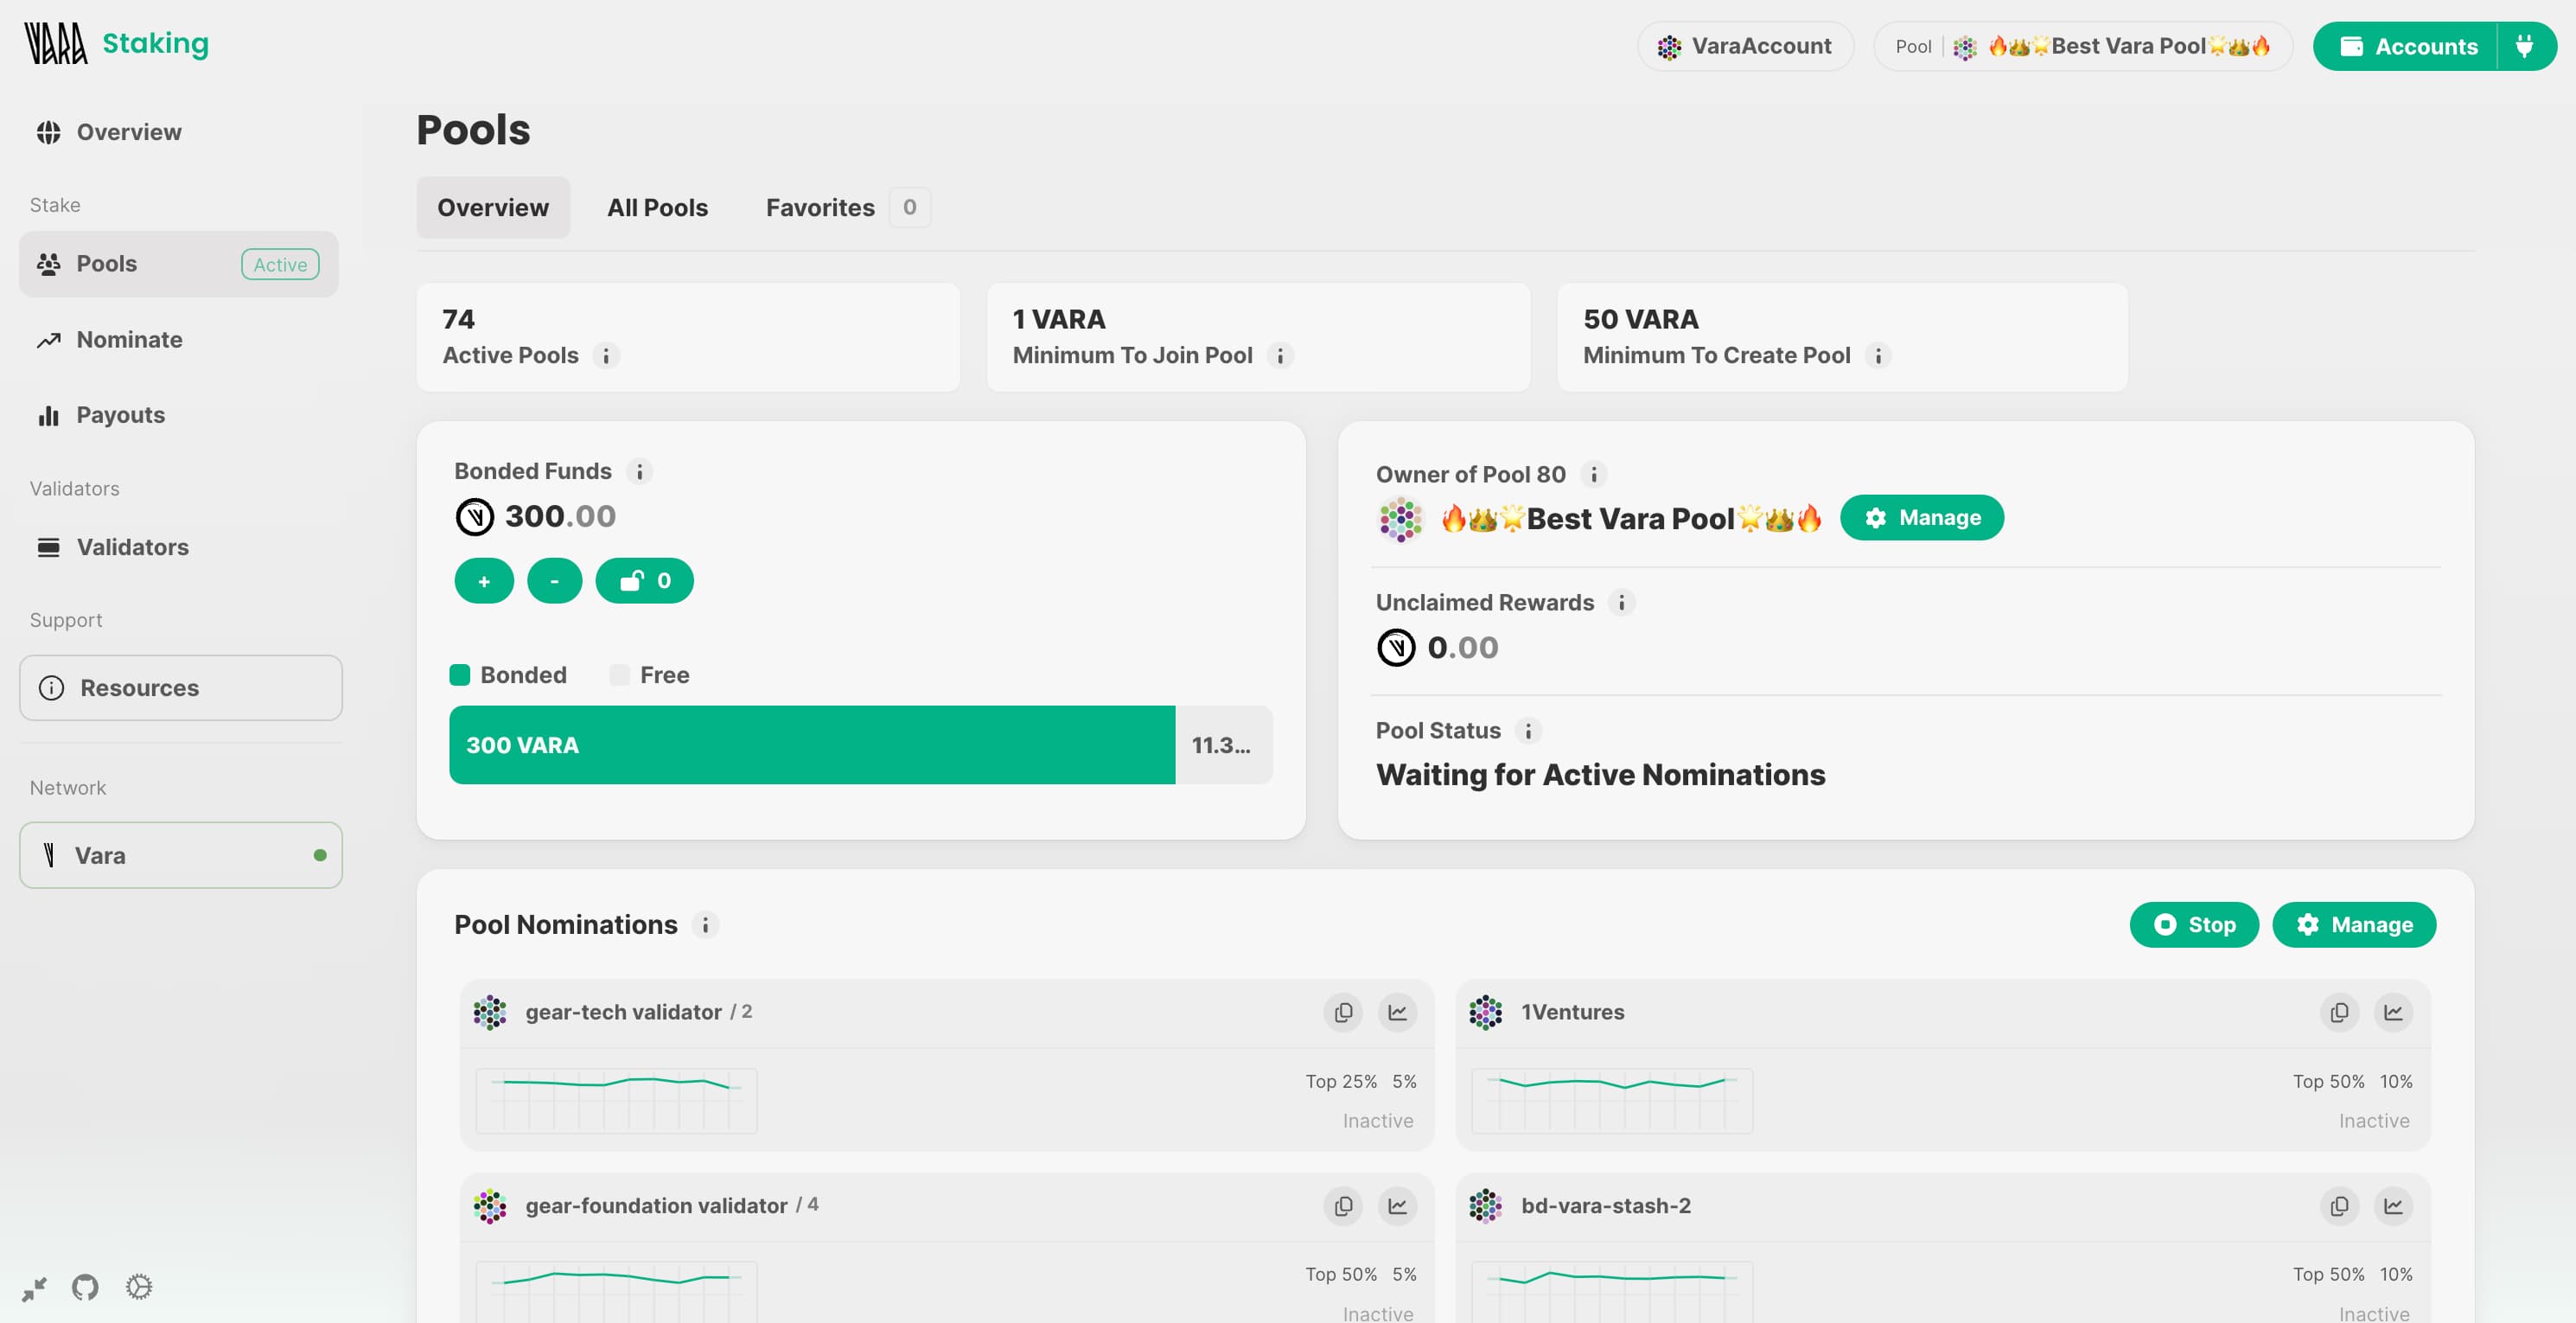 VARA Staking
VaraAccount
Pool 🔥👑🌟Best Vara Pool🌟👑🔥
Accounts
Overview
Stake
Pools Active
Nominate
Payouts
Validators
Validators
Support
Resources
Network
Vara
Pools
Overview All Pools Favorites 0
74
Active Pools
1 VARA
Minimum To Join Pool
50 VARA
Minimum To Create Pool
Bonded Funds
300.00
+ - 0
Bonded Free
300 VARA 11.3...
Owner of Pool 80
🔥👑🌟Best Vara Pool🌟👑🔥 Manage
Unclaimed Rewards
0.00
Pool Status
Waiting for Active Nominations
Pool Nominations Stop Manage
gear-tech validator / 2
Top 25% 5%
Inactive
1Ventures
Top 50% 10%
Inactive
gear-foundation validator / 4
Top 50% 5%
Inactive
bd-vara-stash-2
Top 50% 10%
Inactive